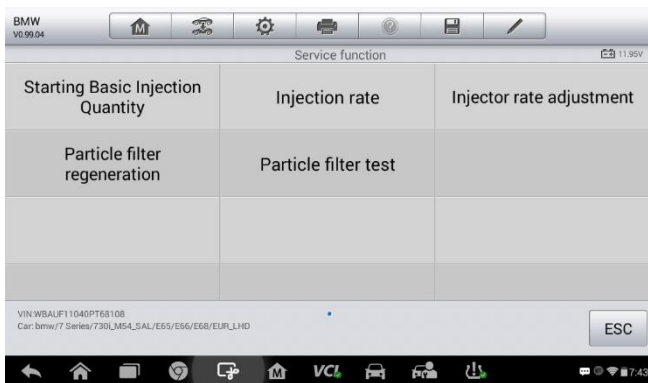 BMW
V0.99.04
M
Service function
11.95V
Starting Basic Injection
Quantity
Injection rate
Injector rate adjustment
Particle filter
regeneration
Particle filter test
VIN:WBAUF11040PT68108
Car: bmw/7 Series/730i_M54_SAL/E65/E66/E68/EUR_LHD
ESC
M
VCI
7:43